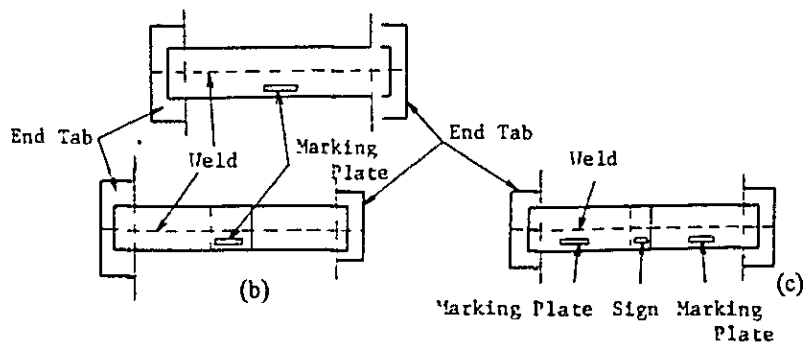 End Tab
Weld
Marking
Plate
End Tab
Weld
(b)
(c)
Marking Plate Sign Marking
Plate